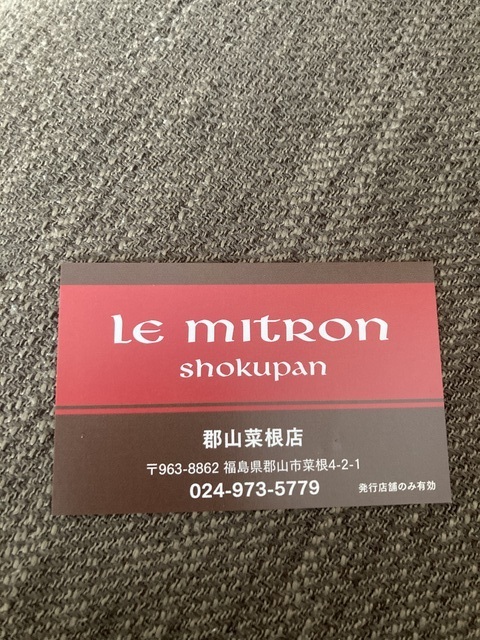 Le mitron
shokupan
郡山菜根店
〒963-8862 福島県郡山市菜根4-2-1
024-973-5779
発行店舗のみ有効